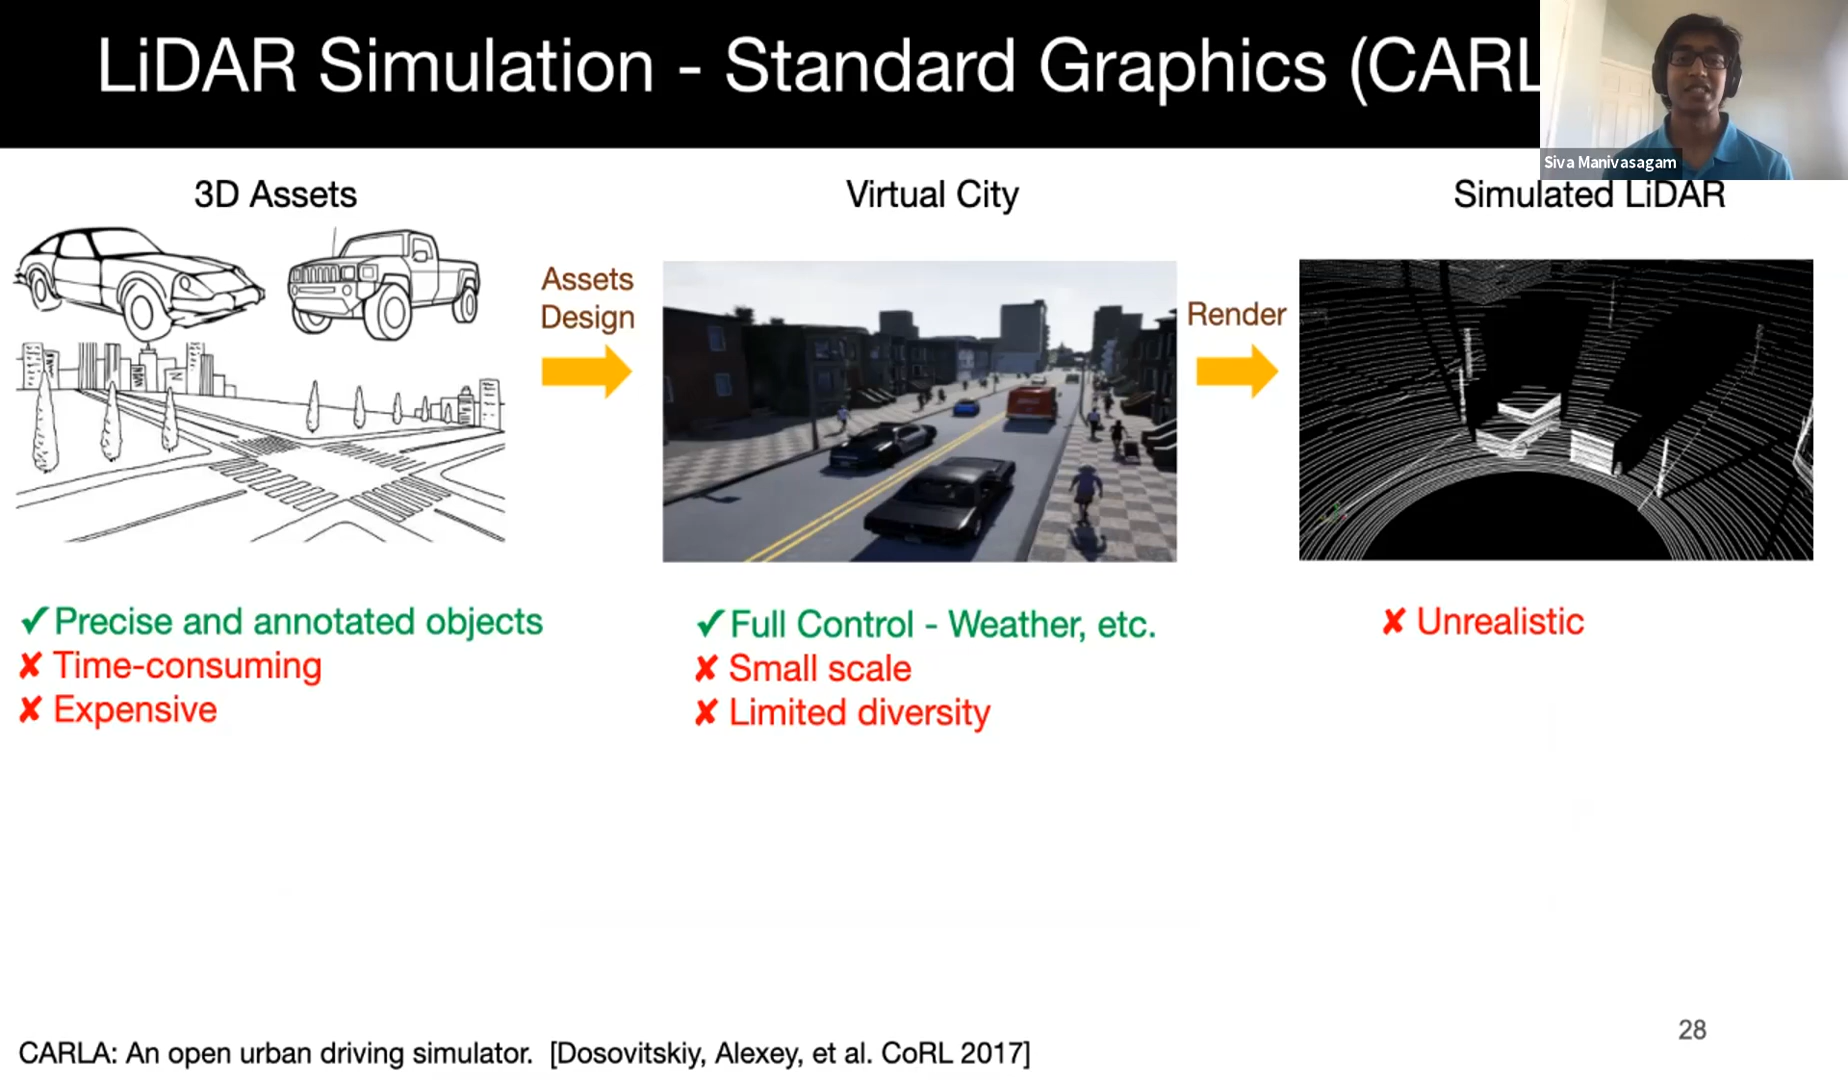 LiDAR Simulation - Standard Graphics (CARL
Siva Manivasagam
3D Assets
Virtual City
Simulated LiDAR
Assets
Design
Render
✓Precise and annotated objects
✘ Time-consuming
✘ Expensive
✓Full Control - Weather, etc.
✘ Small scale
✘ Limited diversity
✘ Unrealistic
28
CARLA: An open urban driving simulator. [Dosovitskiy, Alexey, et al. CoRL 2017]